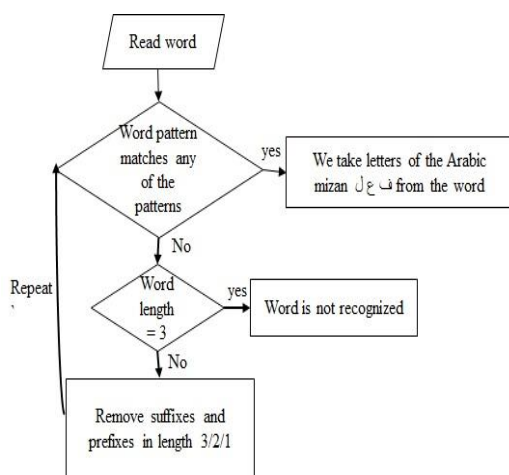 Read word
Word pattern
matches any
of the
patterns
yes
We take letters of the Arabic
mizan ف ع ل from the word
No
Word
length
= 3
yes
Word is not recognized
Repeat
`
No
Remove suffixes and
prefixes in length 3/2/1